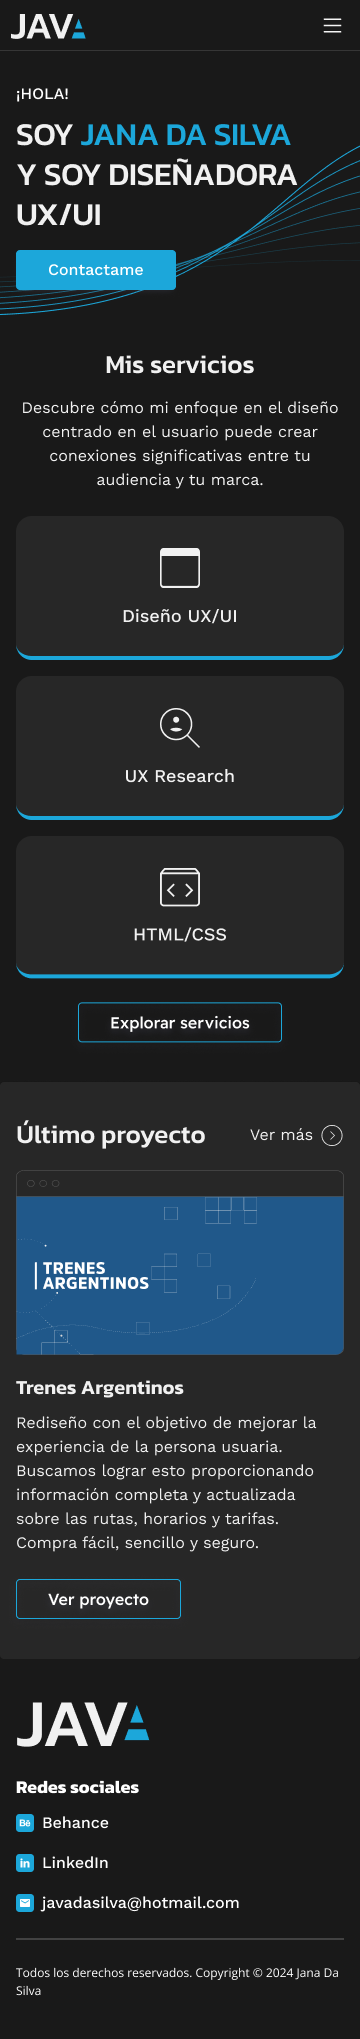 JAVA
¡HOLA!
SOY JANA DA SILVA
Y SOY DISEÑADORA
UX/UI
Contactame
Mis servicios
Descubre cómo mi enfoque en el diseño
centrado en el usuario puede crear
conexiones significativas entre tu
audiencia y tu marca.
Diseño UX/UI
UX Research
HTML/CSS
Explorar servicios
Último proyecto
Ver más
TRENES
ARGENTINOS
Trenes Argentinos
Rediseño con el objetivo de mejorar la
experiencia de la persona usuaria.
Buscamos lograr esto proporcionando
información completa y actualizada
sobre las rutas, horarios y tarifas.
Compra fácil, sencillo y seguro.
Ver proyecto
JAVA
Redes sociales
Bē Behance
in LinkedIn
javadasilva@hotmail.com
Todos los derechos reservados. Copyright © 2024 Jana Da
Silva